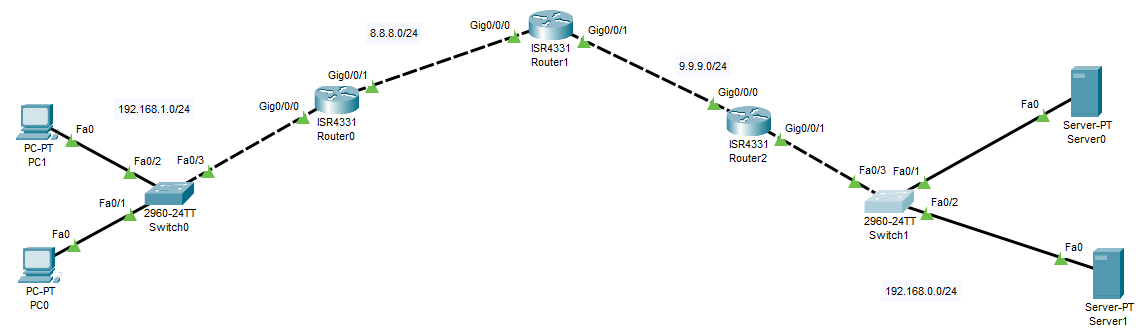 Gig0/0/0
ISR4331
Router1
Gig0/0/1
8.8.8.0/24
9.9.9.0/24
Gig0/0/1
Gig0/0/0
ISR4331
Router0
192.168.1.0/24
Gig0/0/0
ISR4331
Router2
Gig0/0/1
Fa0
PC-PT
PC1
Fa0/2
Fa0/3
2960-24TT
Switch0
Fa0/1
Fa0
PC-PT
PC0
Fa0
Server-PT
Server0
Fa0/3
Fa0/1
2960-24TT
Switch1
Fa0/2
Fa0
Server-PT
Server1
192.168.0.0/24